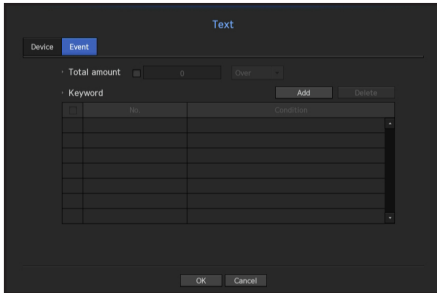 Text
Device Event
· Total amount 0 Over
· Keyword Add Delete
No. Condition
OK Cancel